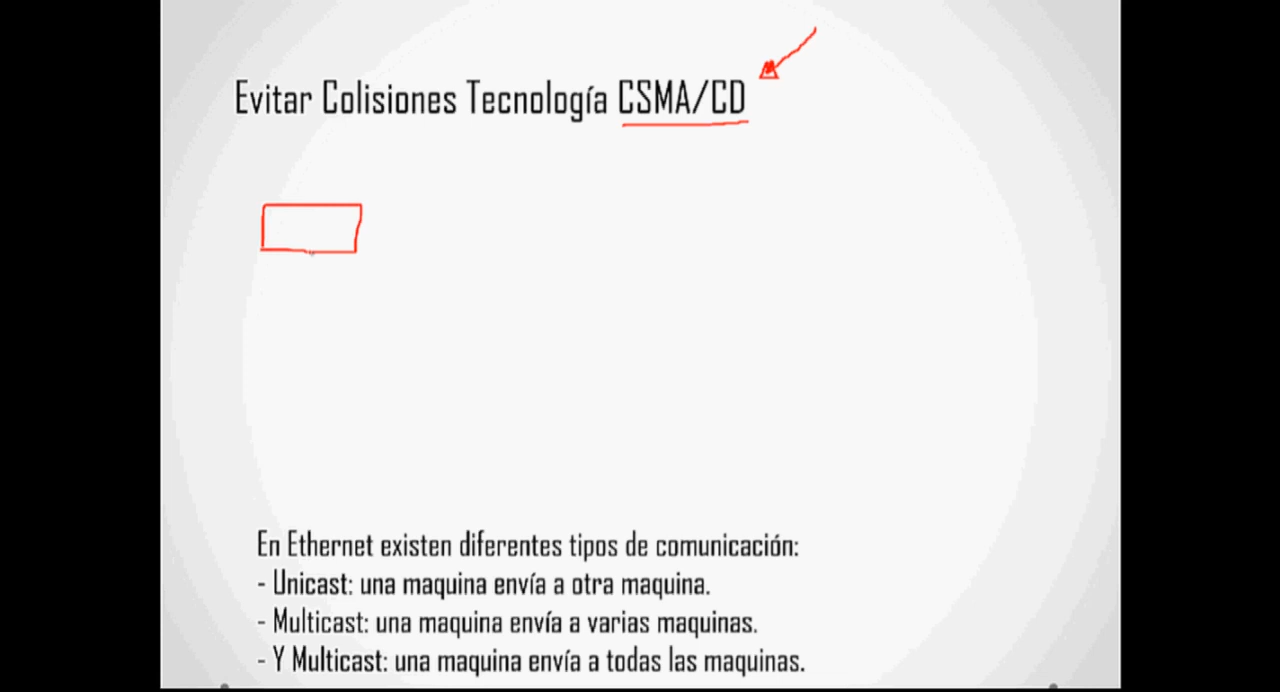 Evitar Colisiones Tecnología CSMA/CD
En Ethernet existen diferentes tipos de comunicación:
- Unicast: una maquina envía a otra maquina.
- Multicast: una maquina envía a varias maquinas.
- Y Multicast: una maquina envía a todas las maquinas.